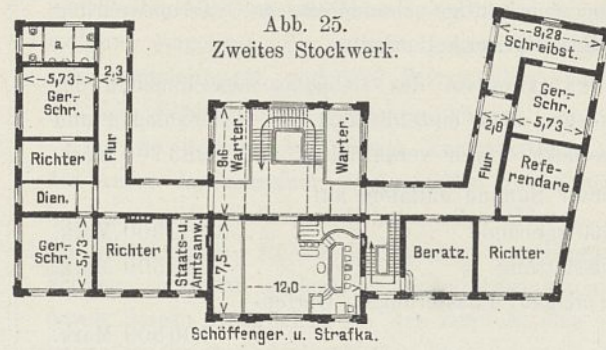 Abb. 25.
Zweites Stockwerk.
a
5,73
Ger.-
Schr.
2,3
Flur
Richter
Dien.
Ger.-
Schr.
5,73
Richter
Staats-u.
Amtsanw.
9,6
Warter.
Warter.
7,5
12,0
Schöffenger. u. Strafka.
8,28
Schreibst.
Ger.-
Schr.
5,73
2,8
Flur
Refe-
rendare
Beratz.
Richter